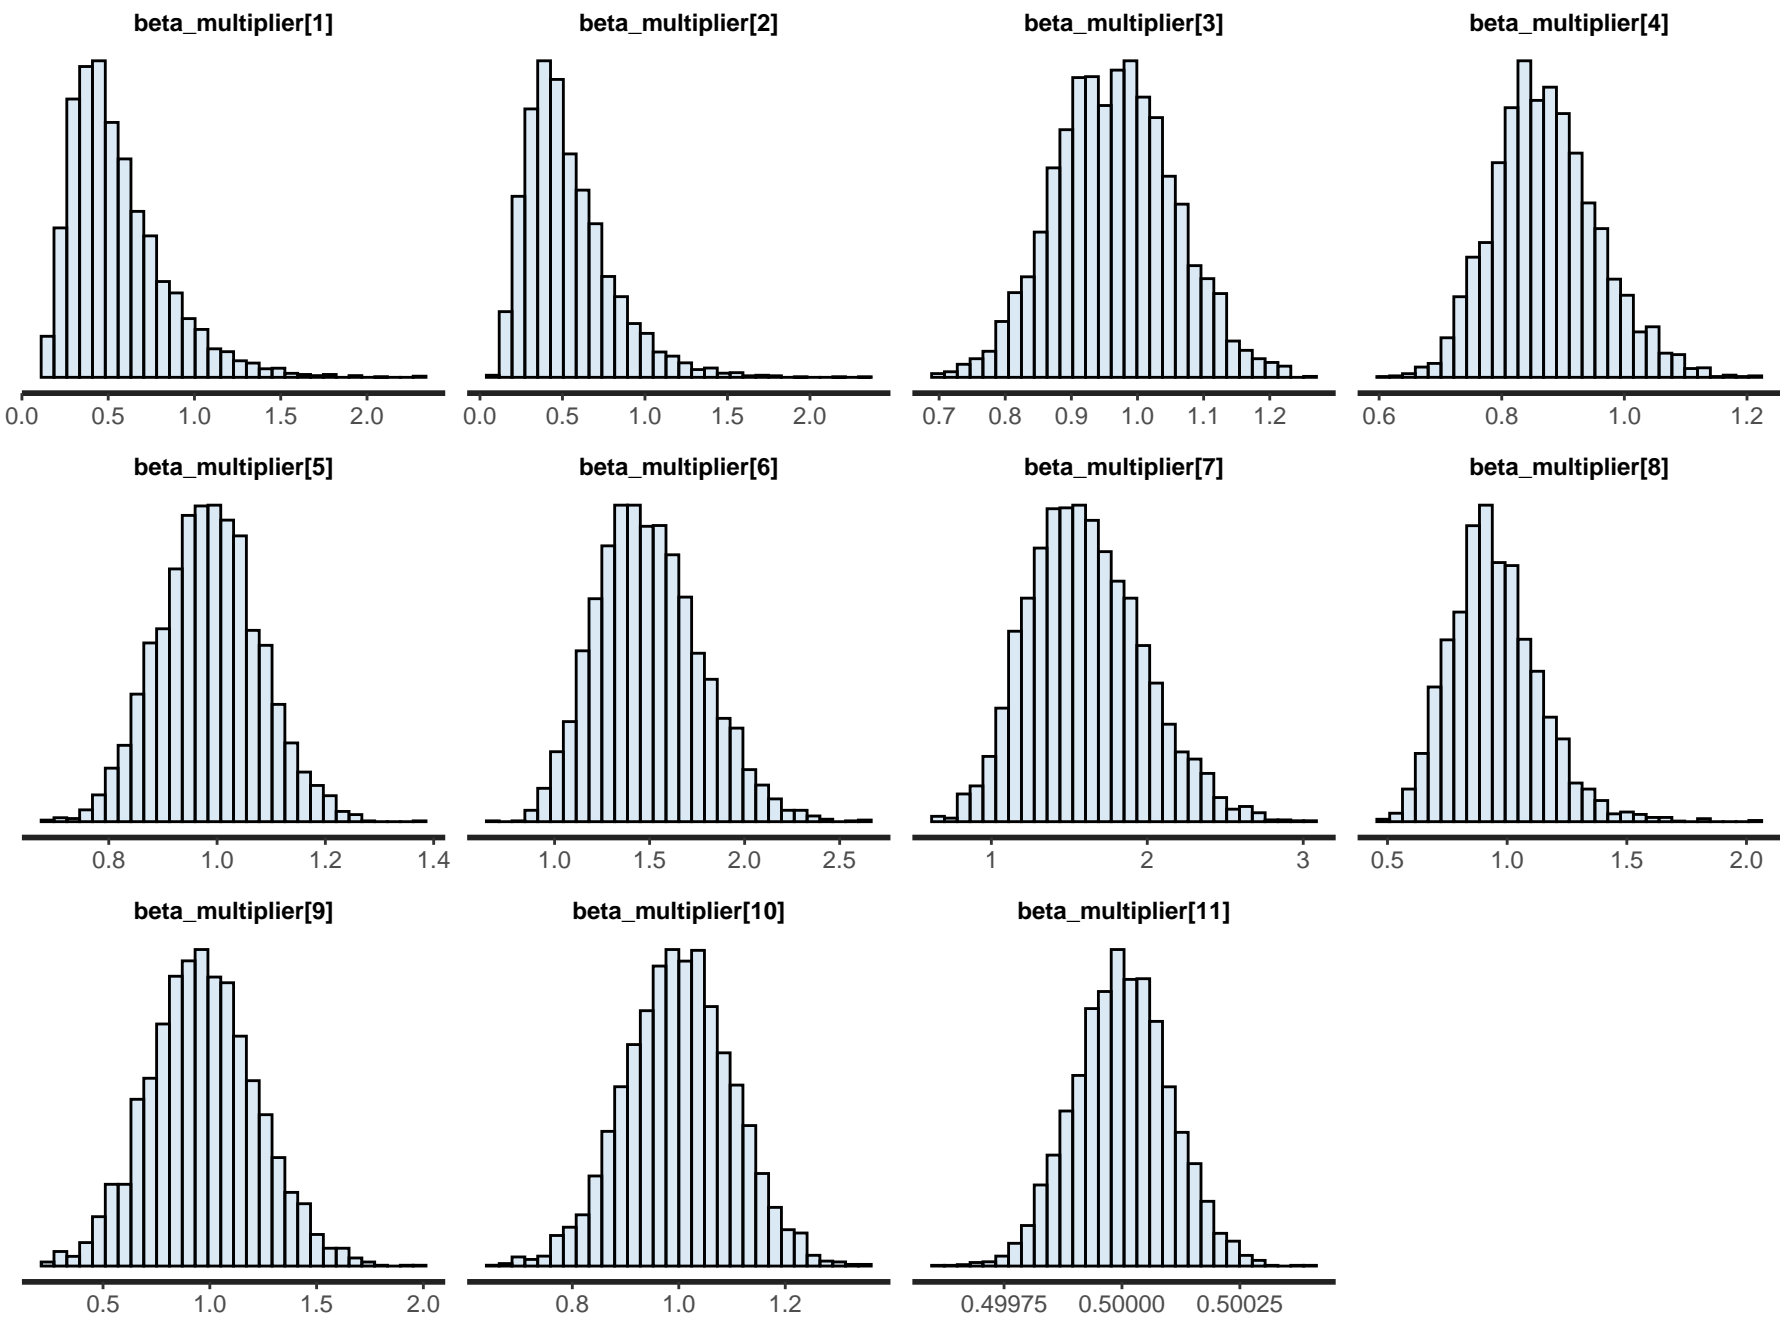 beta_multiplier[1] beta_multiplier[2] beta_multiplier[3] beta_multiplier[4]
0.0 0.5 1.0 1.5 2.0 0.0 0.5 1.0 1.5 2.0 0.7 0.8 0.9 1.0 1.1 1.2 0.6 0.8 1.0 1.2
beta_multiplier[5] beta_multiplier[6] beta_multiplier[7] beta_multiplier[8]
0.8 1.0 1.2 1.4 1.0 1.5 2.0 2.5 1 2 3 0.5 1.0 1.5 2.0
beta_multiplier[9] beta_multiplier[10] beta_multiplier[11]
0.5 1.0 1.5 2.0 0.8 1.0 1.2 0.49975 0.50000 0.50025